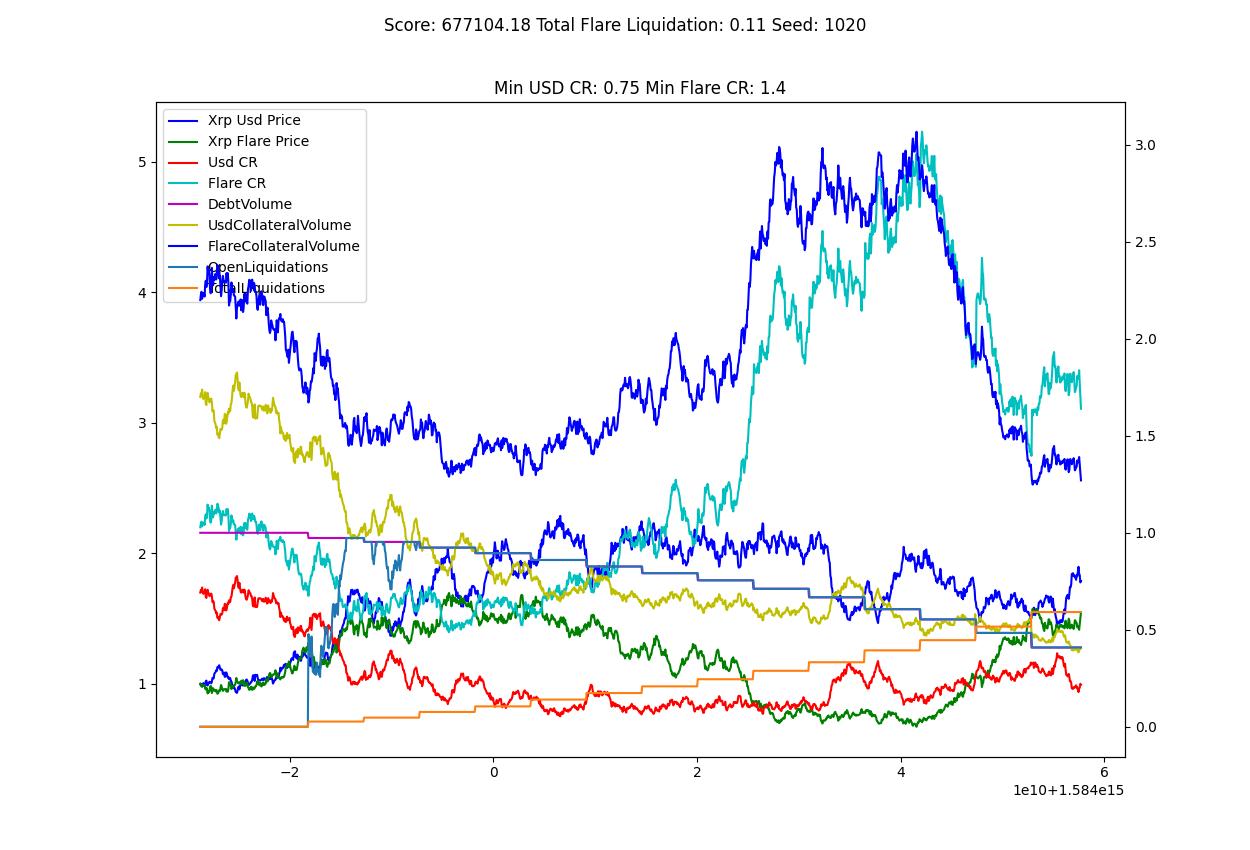 Score: 677104.18 Total Flare Liquidation: 0.11 Seed: 1020
Min USD CR: 0.75 Min Flare CR: 1.4
Xrp Usd Price
Xrp Flare Price
Usd CR
Flare CR
DebtVolume
UsdCollateralVolume
FlareCollateralVolume
OpenLiquidations
TotalLiquidations
5
4
3
2
1
3.0
2.5
2.0
1.5
1.0
0.5
0.0
−2
0
2
4
6
1e10+1.584e15